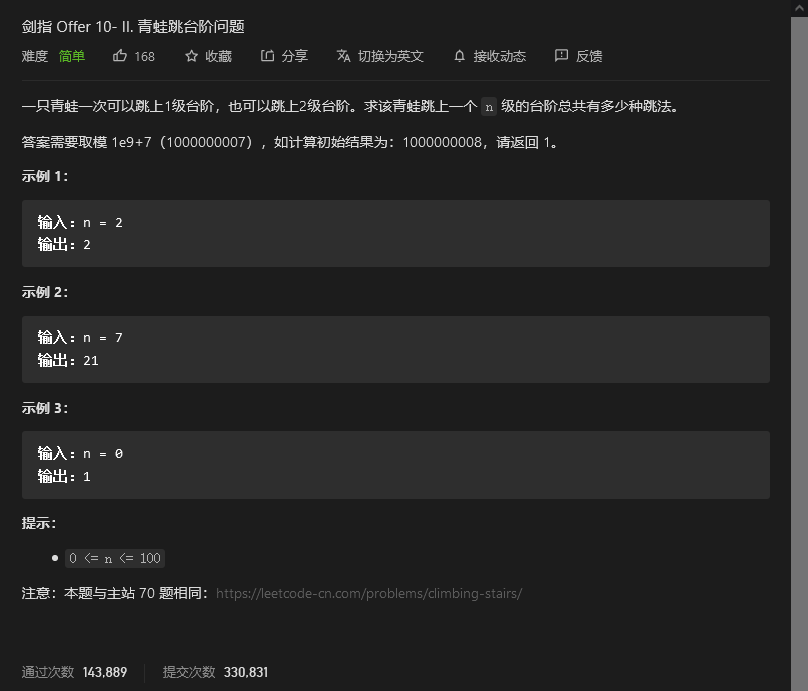 剑指 Offer 10- II. 青蛙跳台阶问题
难度 简单 168 收藏 分享 切换为英文 接收动态 反馈
一只青蛙一次可以跳上1级台阶，也可以跳上2级台阶。求该青蛙跳上一个 n 级的台阶总共有多少种跳法。
答案需要取模 1e9+7（1000000007），如计算初始结果为：1000000008，请返回 1。
示例 1：
输入：n = 2
输出：2
示例 2：
输入：n = 7
输出：21
示例 3：
输入：n = 0
输出：1
提示：
0 <= n <= 100
注意：本题与主站 70 题相同：https://leetcode-cn.com/problems/climbing-stairs/
通过次数 143,889 提交次数 330,831